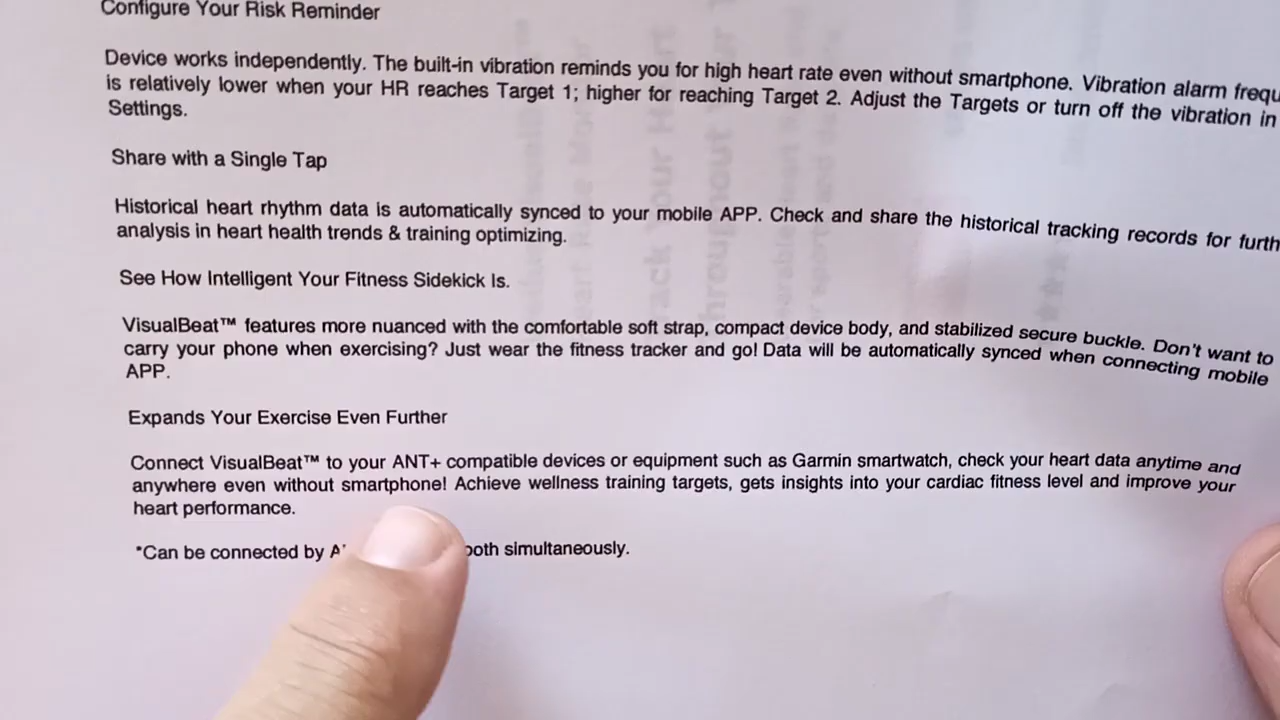 Configure Your Risk Reminder
Device works independently. The built-in vibration reminds you for high heart rate even without smartphone. Vibration alarm
is relatively lower when your HR reaches Target 1; higher for reaching Target 2. Adjust the Targets or turn off the vibration in
Settings.
Share with a Single Tap
Historical heart rhythm data is automatically synced to your mobile APP. Check and share the historical tracking records for
analysis in heart health trends & training optimizing.
See How Intelligent Your Fitness Sidekick Is.
VisualBeat™ features more nuanced with the comfortable soft strap, compact device body, and stabilized secure buckle. Don't want to
carry your phone when exercising? Just wear the fitness tracker and go! Data will be automatically synced when connecting mobile
APP.
Expands Your Exercise Even Further
Connect VisualBeat™ to your ANT+ compatible devices or equipment such as Garmin smartwatch, check your heart data anytime and
anywhere even without smartphone! Achieve wellness training targets, gets insights into your cardiac fitness level and improve your
heart performance.
*Can be connected by simultaneously.